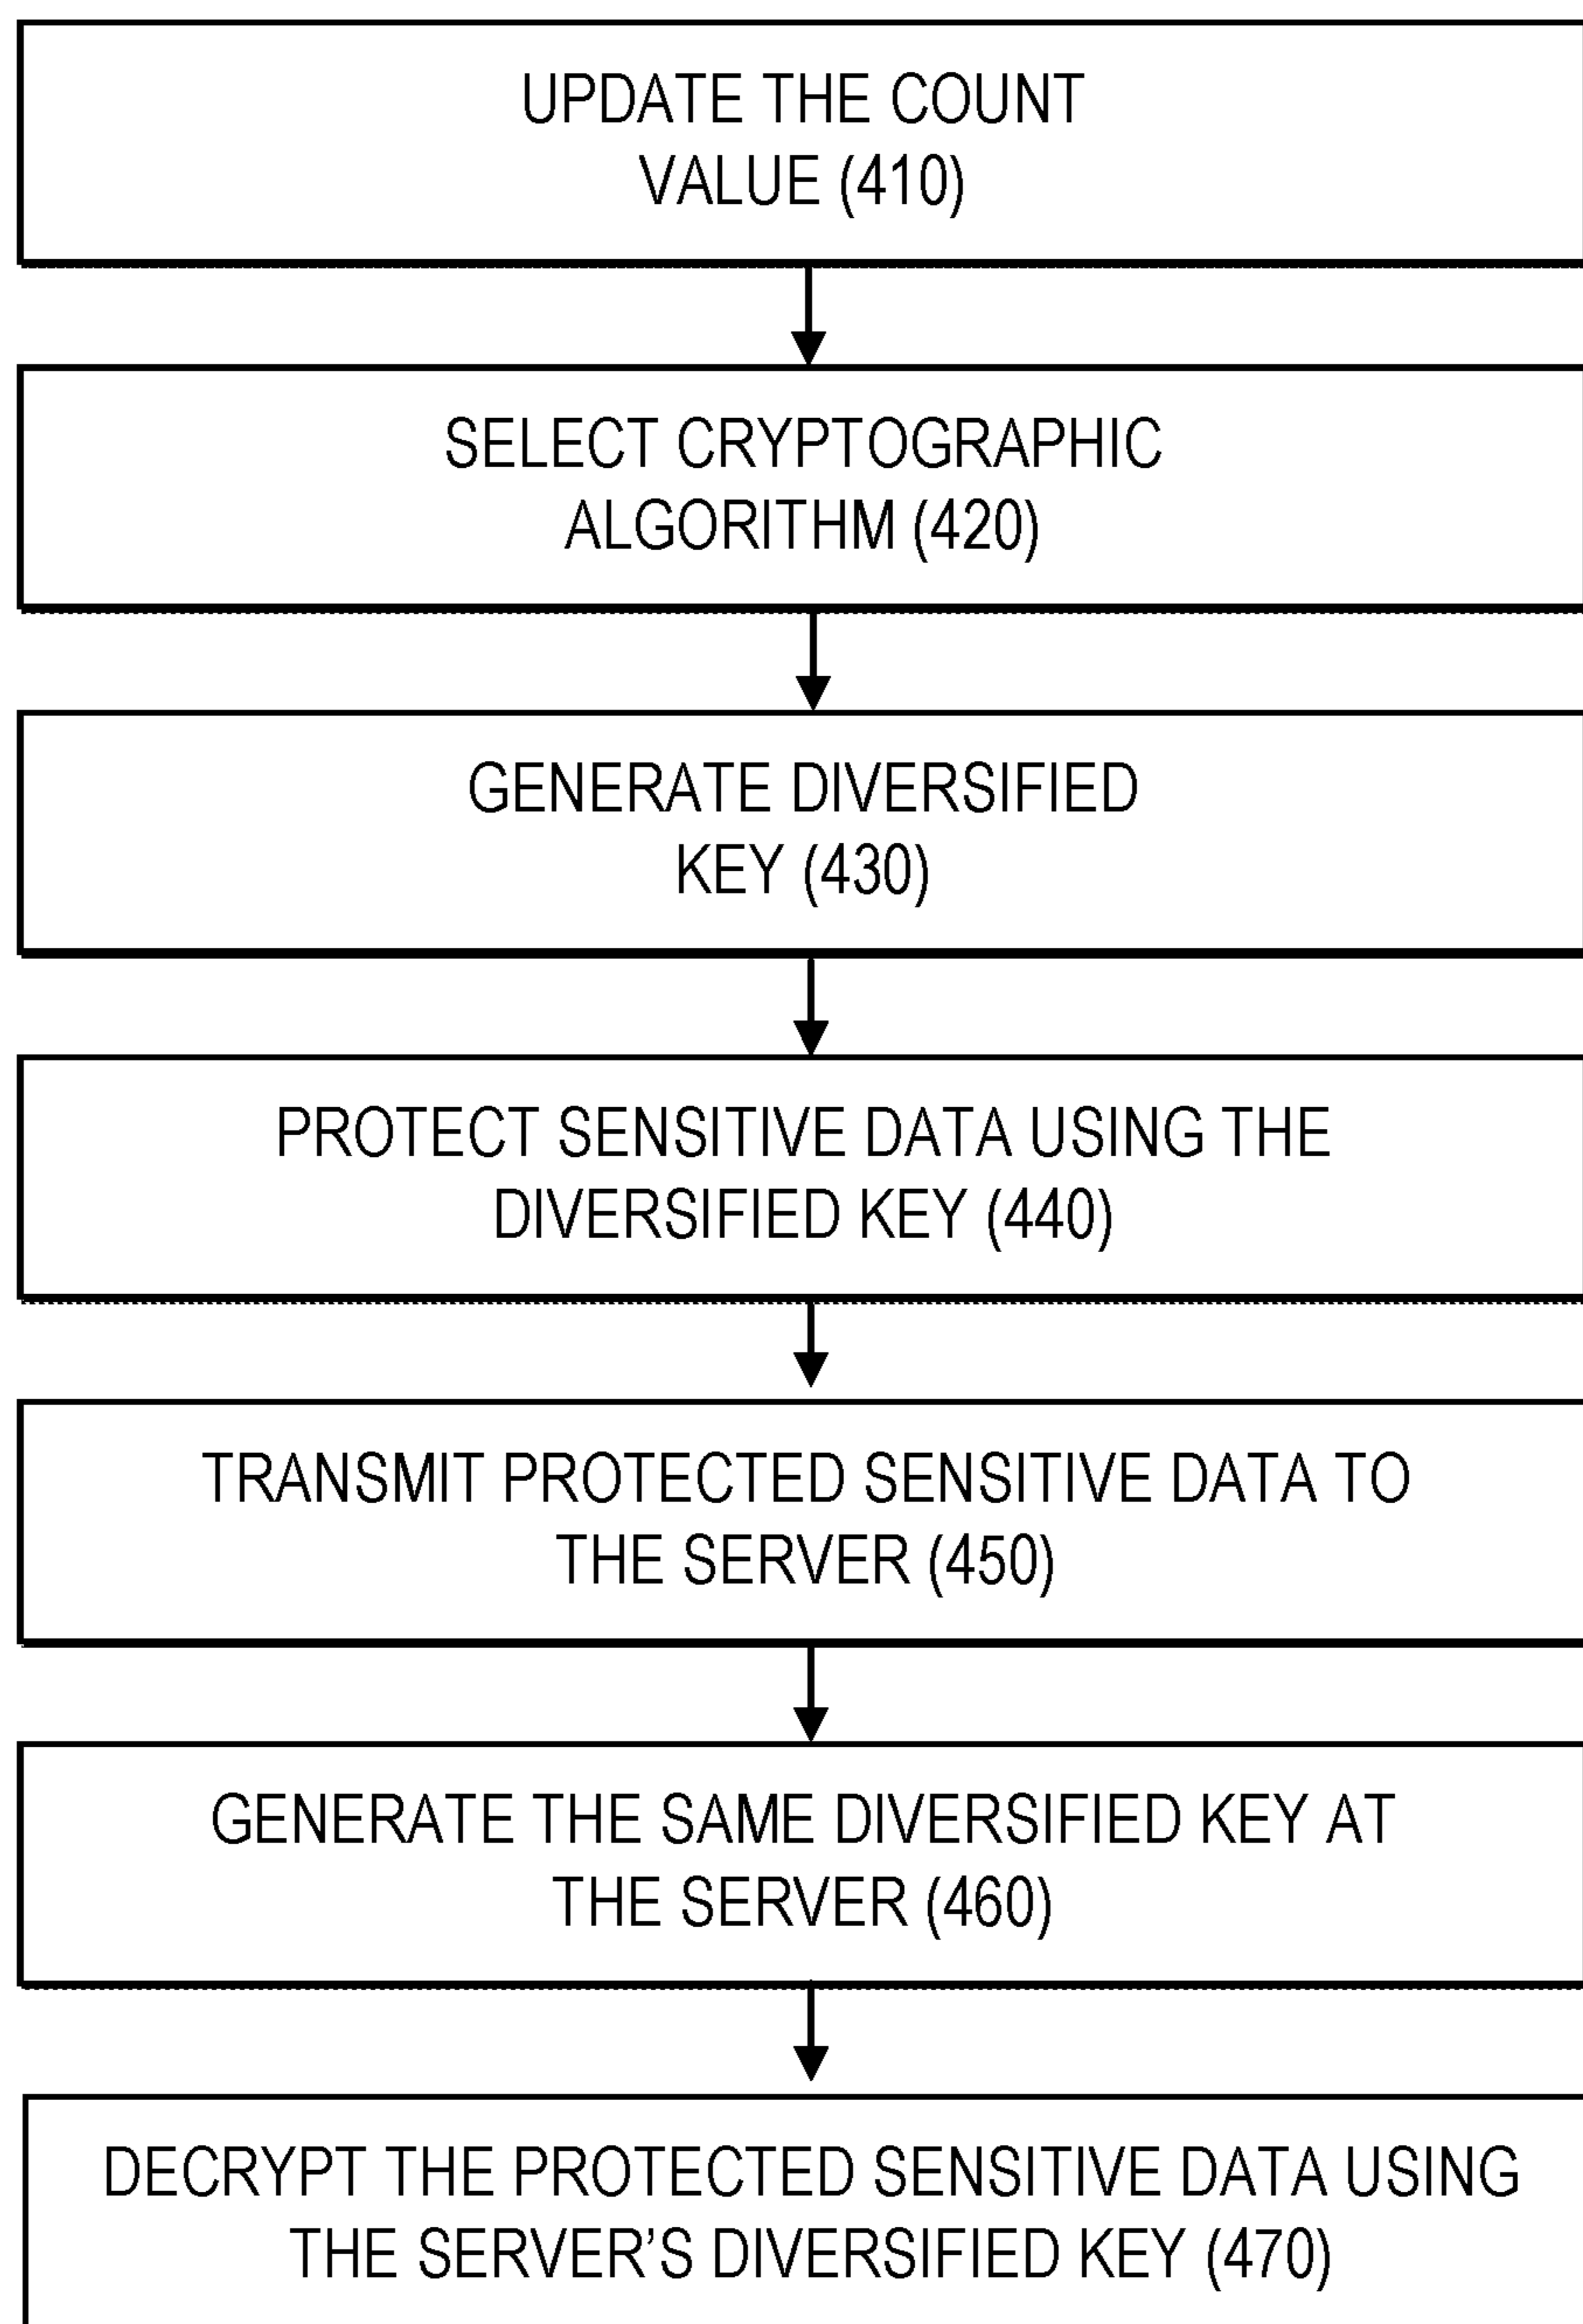 UPDATE THE COUNT
VALUE (410)
SELECT CRYPTOGRAPHIC
ALGORITHM (420)
GENERATE DIVERSIFIED
KEY (430)
PROTECT SENSITIVE DATA USING THE
DIVERSIFIED KEY (440)
TRANSMIT PROTECTED SENSITIVE DATA TO
THE SERVER (450)
GENERATE THE SAME DIVERSIFIED KEY AT
THE SERVER (460)
DECRYPT THE PROTECTED SENSITIVE DATA USING
THE SERVER'S DIVERSIFIED KEY (470)